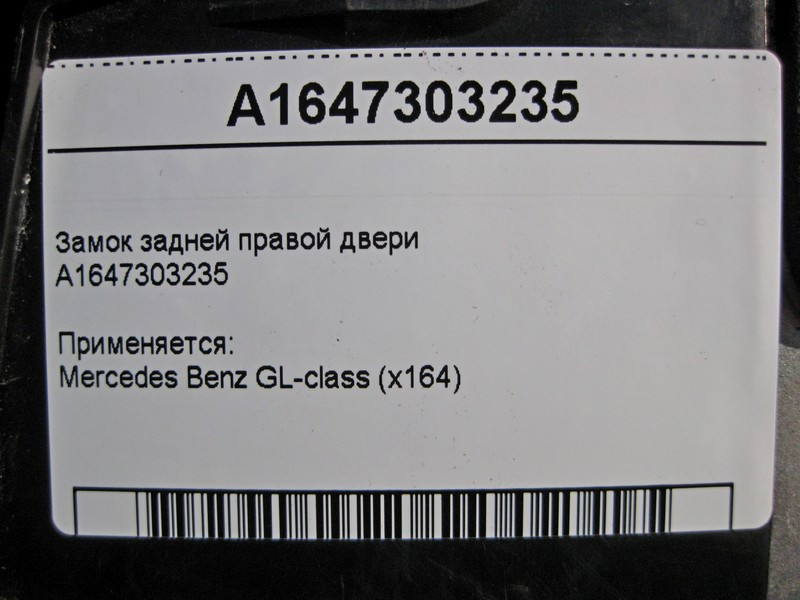 A1647303235
Замок задней правой двери
A1647303235
Применяется:
Mercedes Benz GL-class (x164)